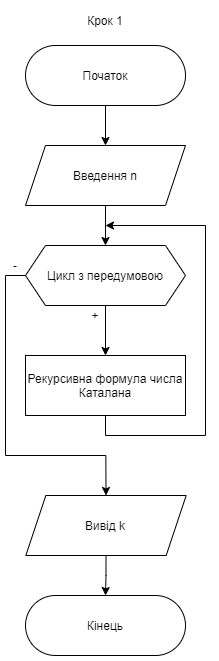 Крок 1
Початок
Введення n
Цикл з передумовою
-
+
Рекурсивна формула числа
Каталана
Вивід k
Кінець